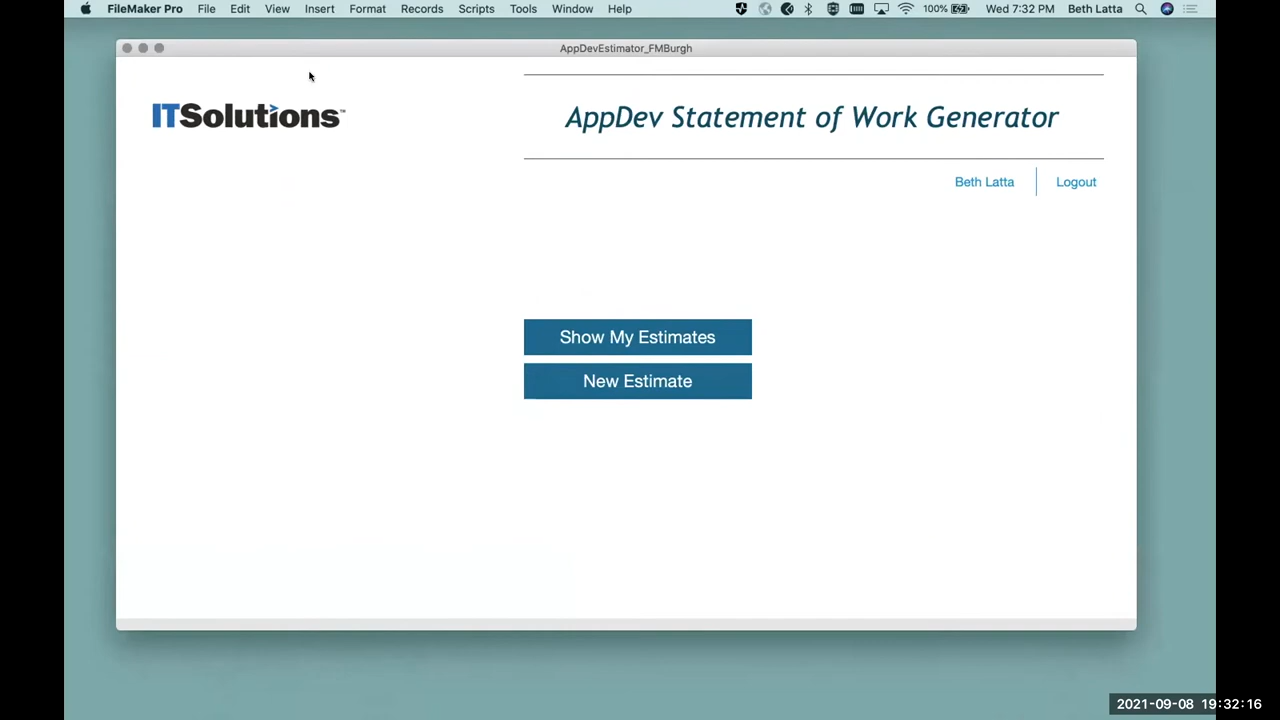 FileMaker Pro File Edit View Insert Format Records Scripts Tools Window Help 100% Wed 7:32 PM Beth Latta
AppDevEstimator_FMBurgh
ITSolutions™
AppDev Statement of Work Generator
Beth Latta Logout
Show My Estimates
New Estimate
2021-09-08 19:32:16